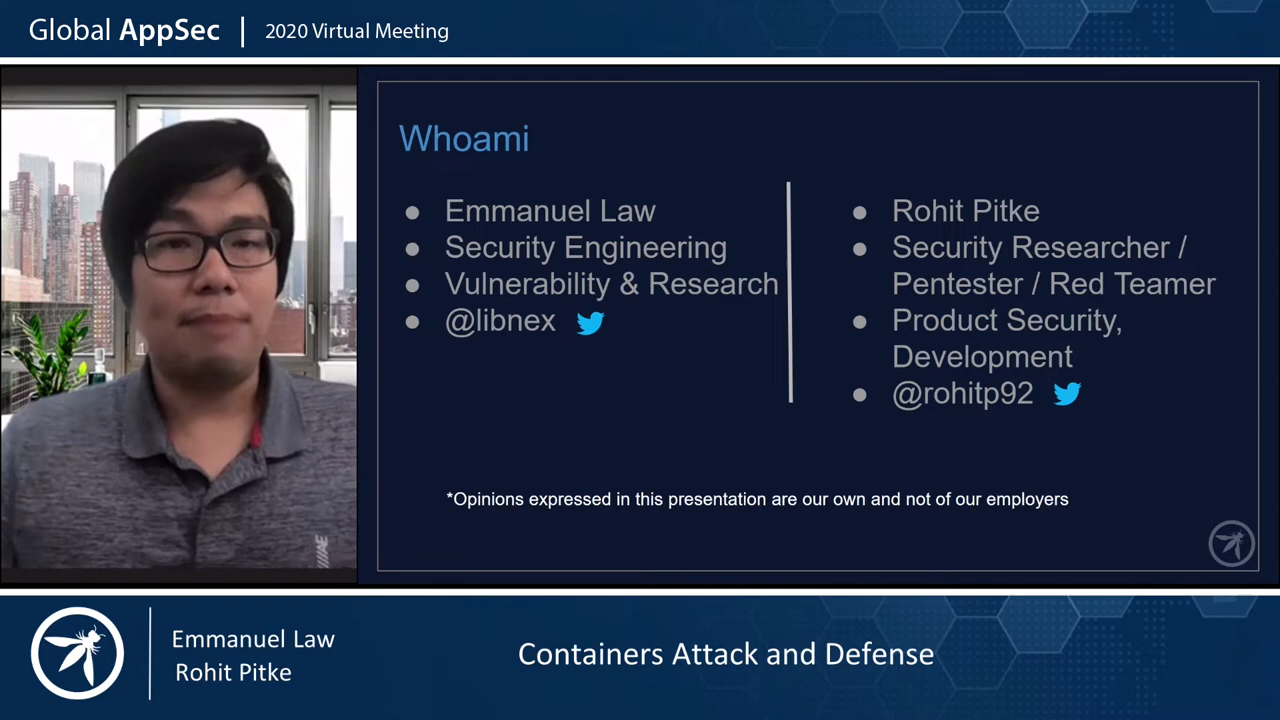 Global AppSec | 2020 Virtual Meeting
Whoami
● Emmanuel Law
● Security Engineering
● Vulnerability & Research
● @libnex
● Rohit Pitke
● Security Researcher /
Pentester / Red Teamer
● Product Security,
Development
● @rohitp92
*Opinions expressed in this presentation are our own and not of our employers
Emmanuel Law
Rohit Pitke
Containers Attack and Defense